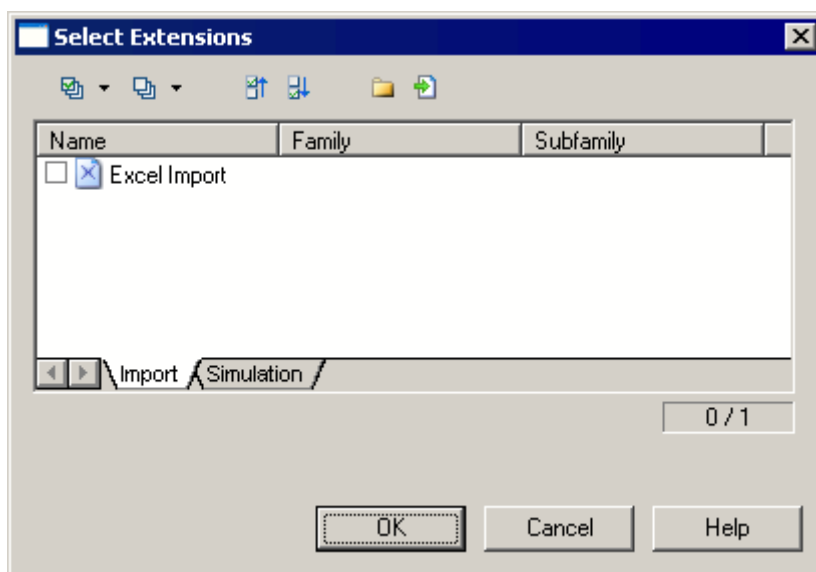 Select Extensions
Name Family Subfamily
Excel Import
Import Simulation
0 / 1
OK Cancel Help